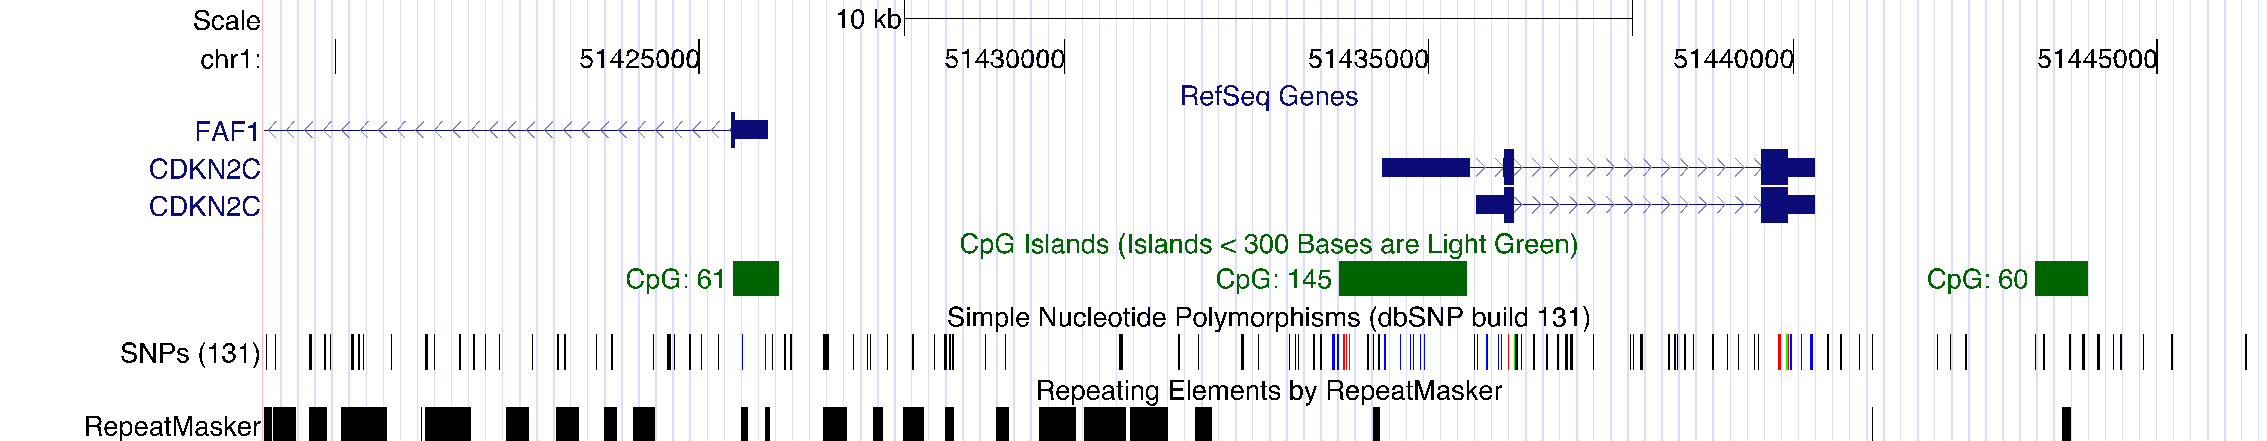 Scale 10 kb
chr1: 51425000 51430000 51435000 51440000 51445000
RefSeq Genes
FAF1
CDKN2C
CDKN2C
CpG Islands (Islands < 300 Bases are Light Green)
CpG: 61 CpG: 145 CpG: 60
Simple Nucleotide Polymorphisms (dbSNP build 131)
SNPs (131)
Repeating Elements by RepeatMasker
RepeatMasker